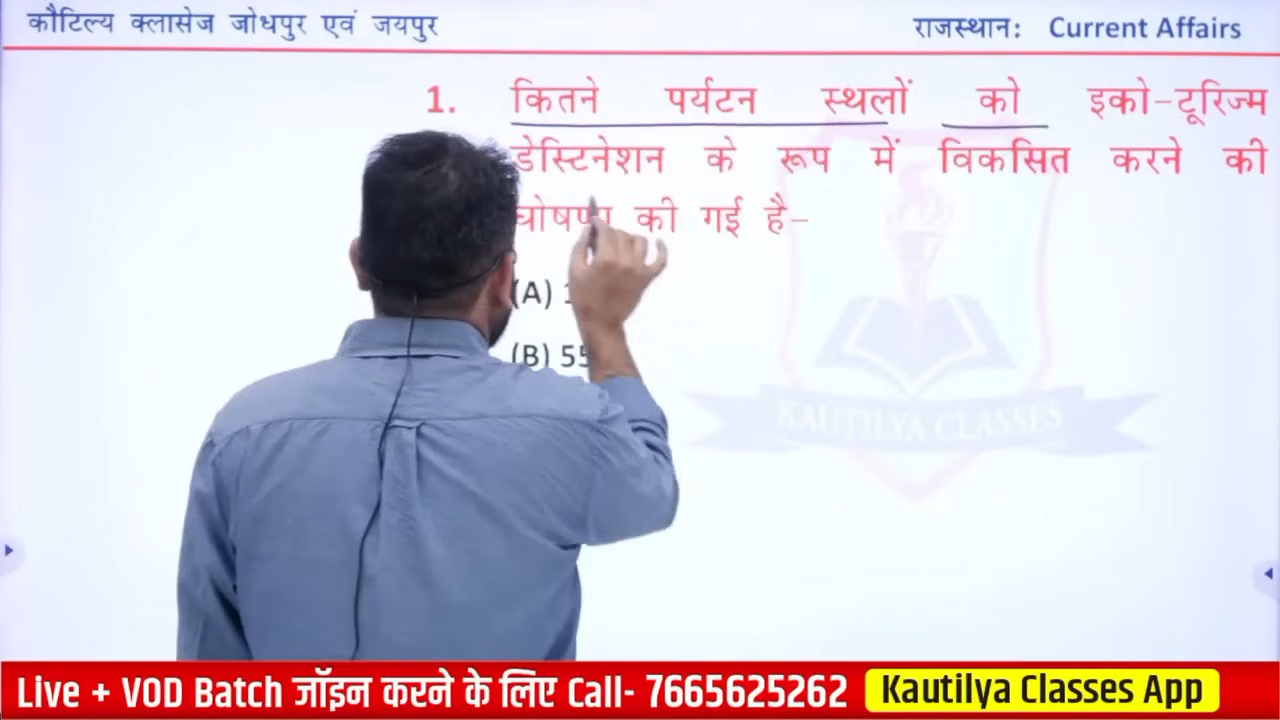 कौटिल्य क्लासेज जोधपुर एवं जयपुर
राजस्थान: Current Affairs
1. कितने पर्यटन स्थलों को इको-टूरिज्म
डेस्टिनेशन के रूप में विकसित करने की
घोषणा की गई है-
(A)
(B)
KAUTILYA CLASSES
Live + VOD Batch जॉइन करने के लिए Call- 7665625262
Kautilya Classes App